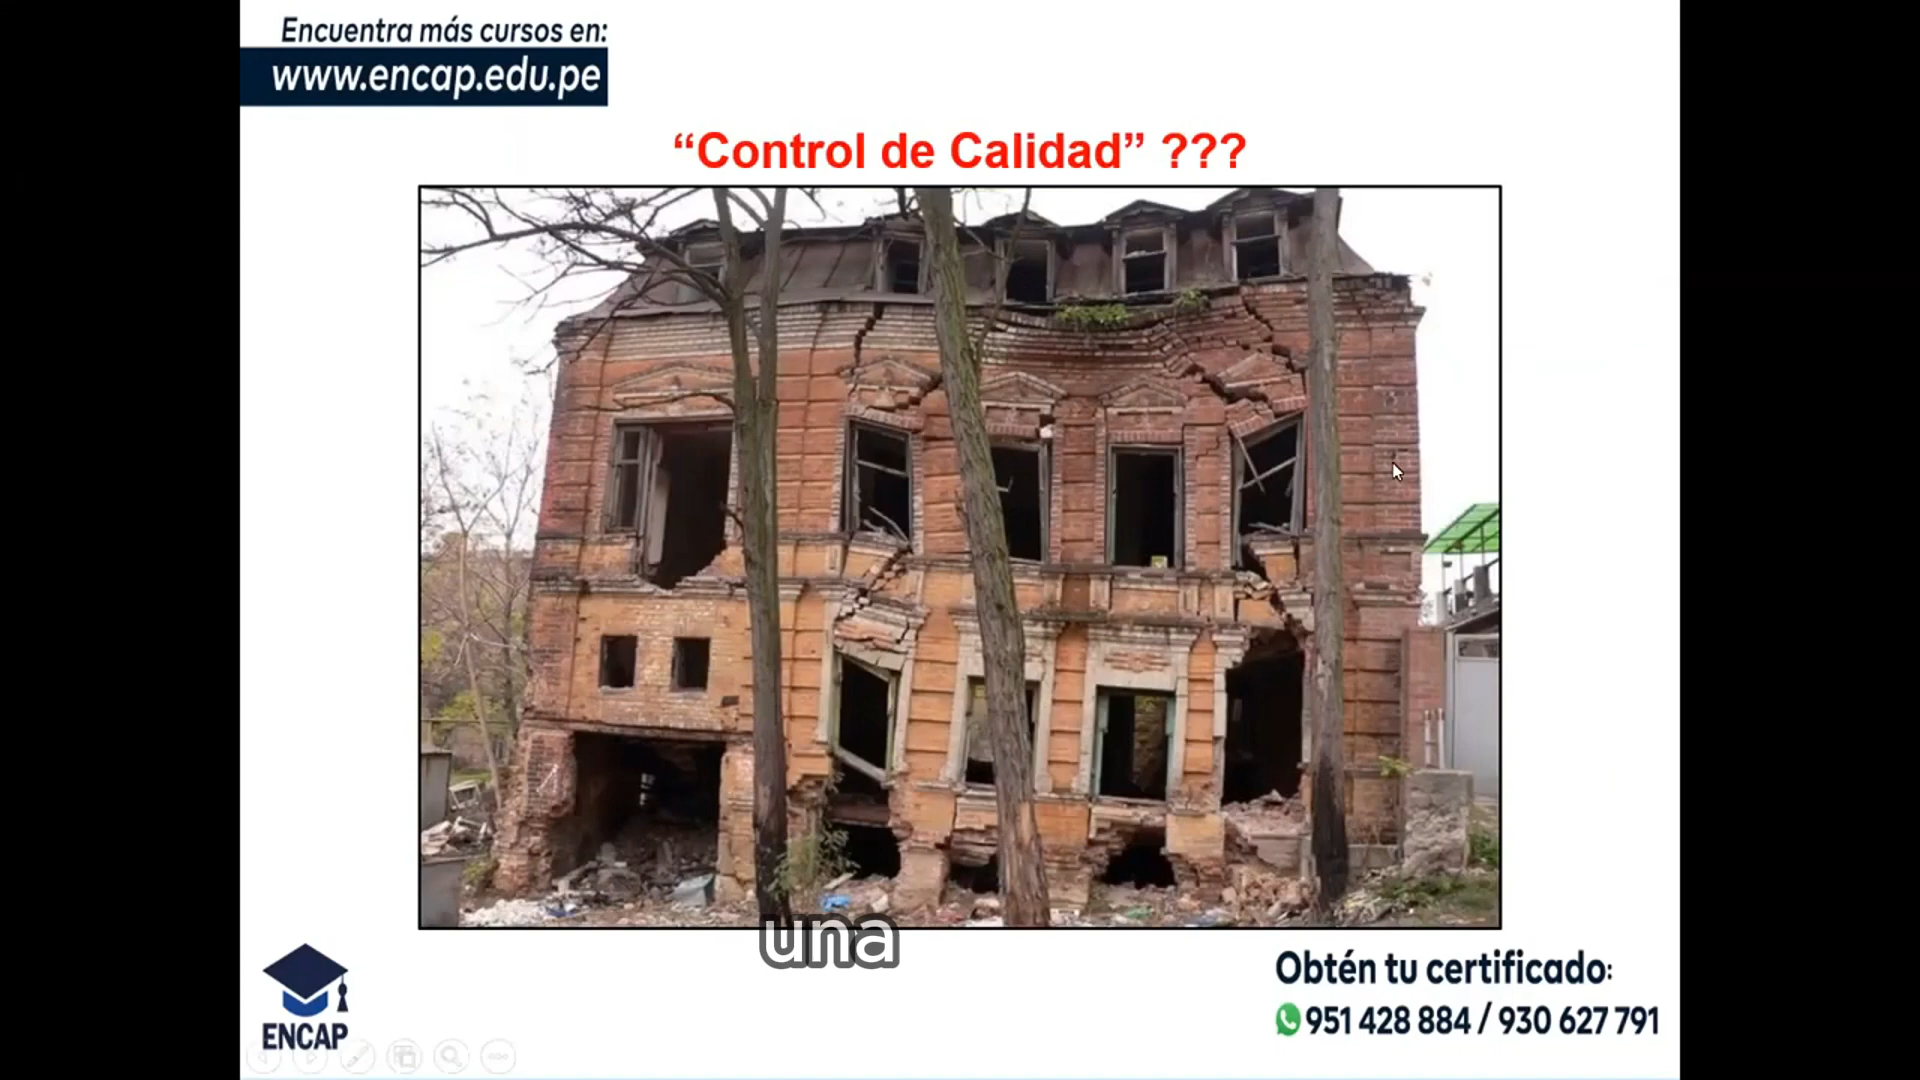 Encuentra más cursos en:
www.encap.edu.pe
“Control de Calidad” ???
una
ENCAP
Obtén tu certificado:
951 428 884 / 930 627 791